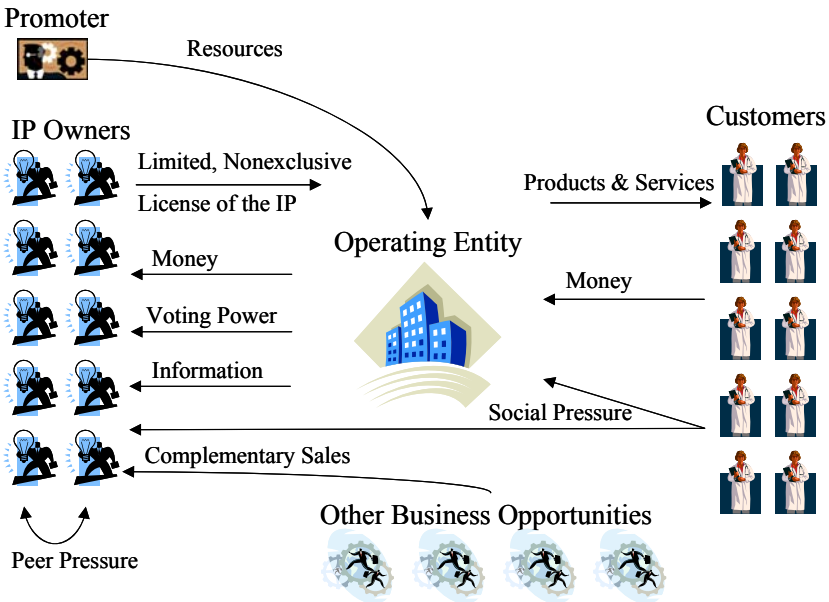 Promoter
Resources
IP Owners
Customers
Limited, Nonexclusive
License of the IP
Products & Services
Operating Entity
Money
Money
Voting Power
Information
Social Pressure
Complementary Sales
Other Business Opportunities
Peer Pressure